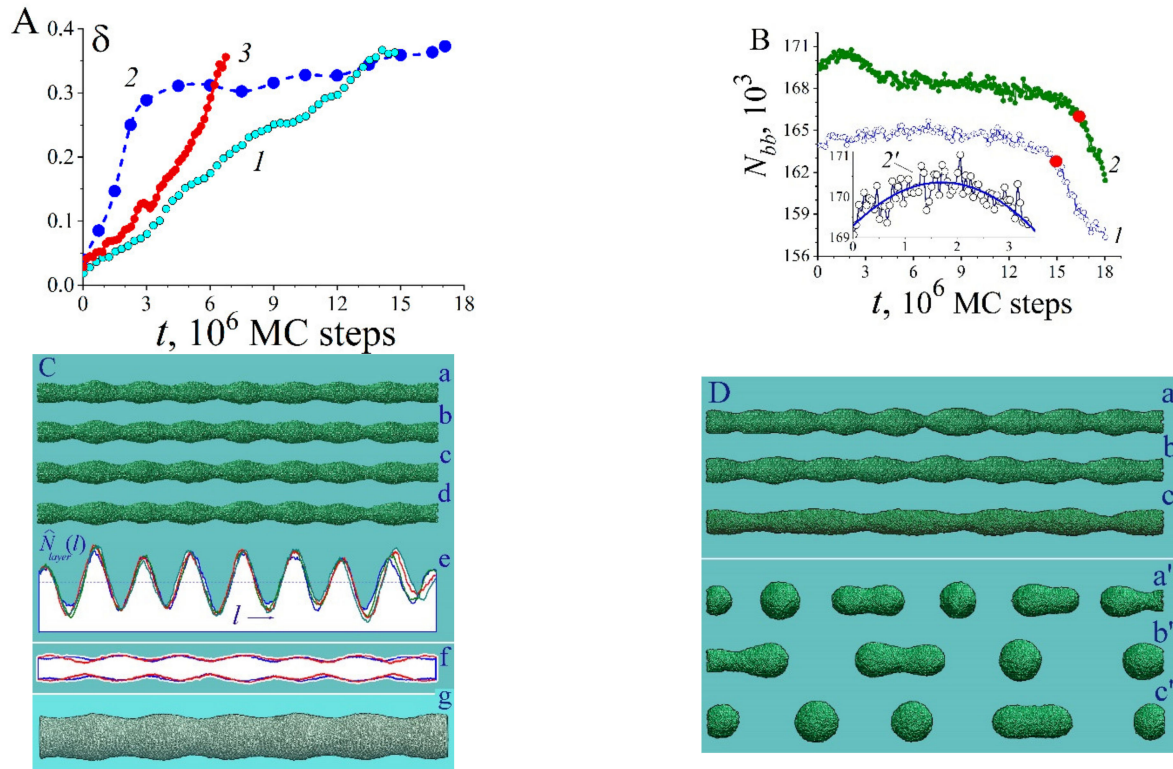 A
δ
0.4
0.3
0.2
0.1
0.0
1
2
3
0 3 6 9 12 15 18
t, 10⁶ MC steps
B
N_bb, 10³
171
168
165
162
159
156
2
1
2'
171
170
169
0 1 2 3
0 3 6 9 12 15 18
t, 10⁶ MC steps
C
a
b
c
d
N̂_layer(l)
e
l →
f
g
D
a
b
c
a'
b'
c'